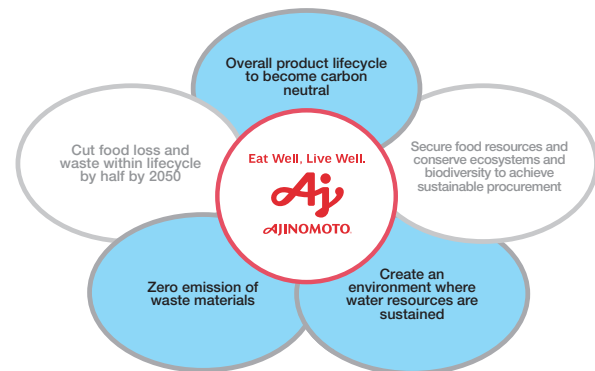 Overall product lifecycle
to become carbon
neutral
Cut food loss and
waste within lifecycle
by half by 2050
Secure food resources and
conserve ecosystems and
biodiversity to achieve
sustainable procurement
Eat Well, Live Well.
Aj
AJINOMOTO
Zero emission of
waste materials
Create an
environment where
water resources are
sustained